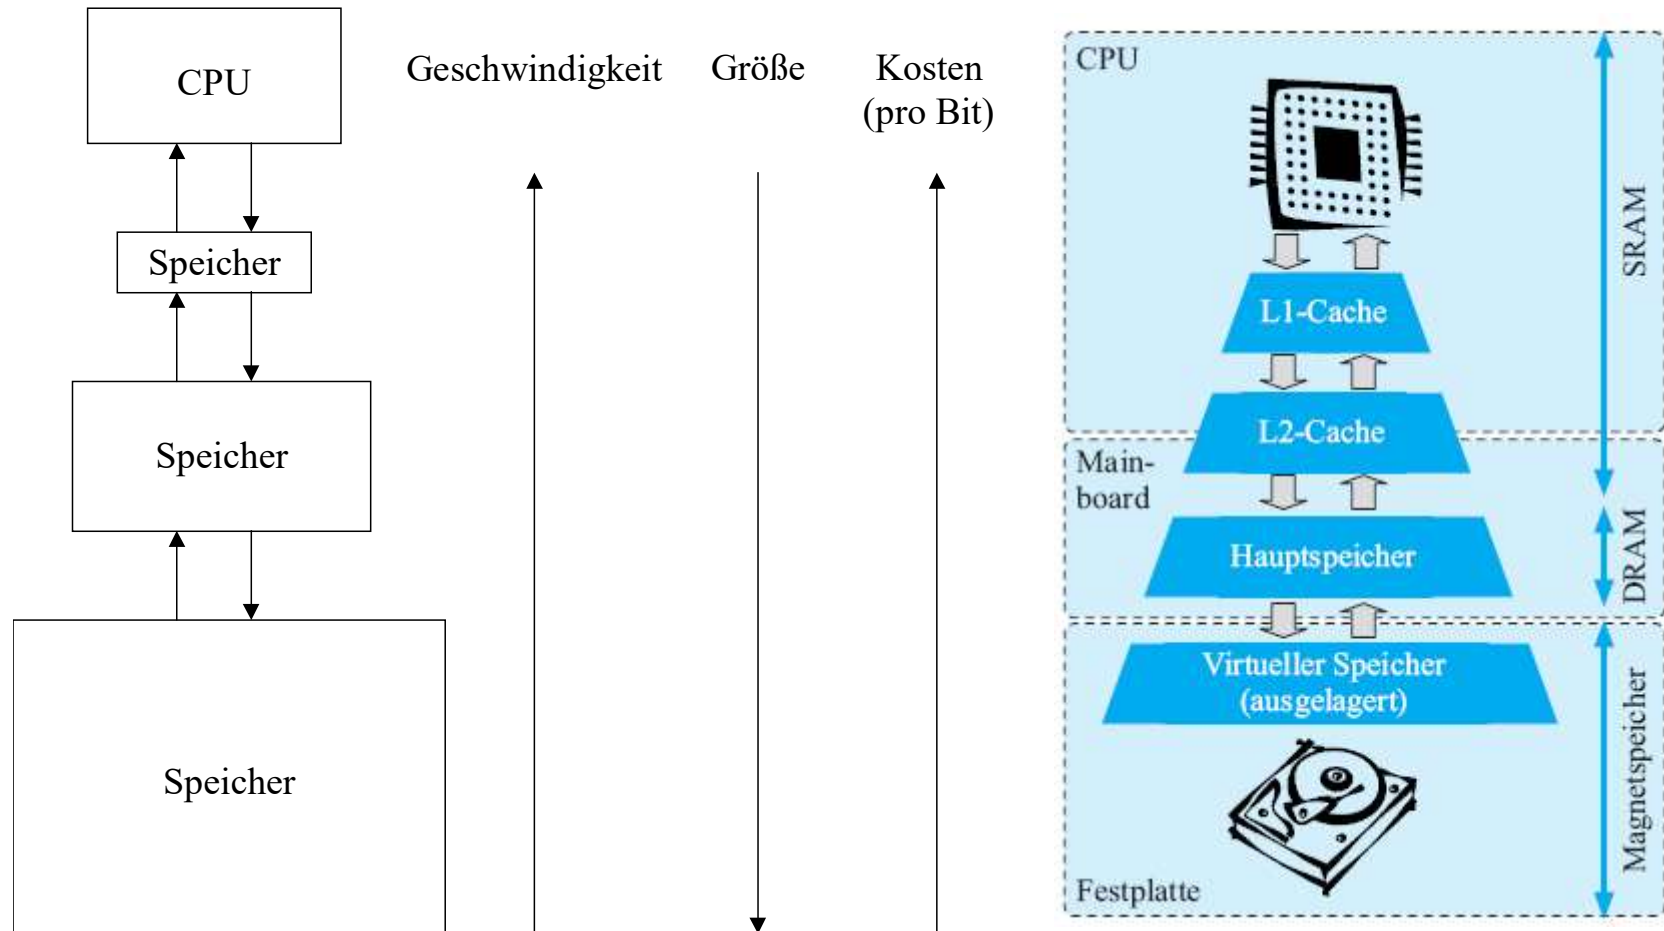 CPU
Speicher
Speicher
Speicher
Geschwindigkeit
Größe
Kosten
(pro Bit)
CPU
L1-Cache
L2-Cache
Main-
board
Hauptspeicher
Virtueller Speicher
(ausgelagert)
Festplatte
SRAM
DRAM
Magnetspeicher